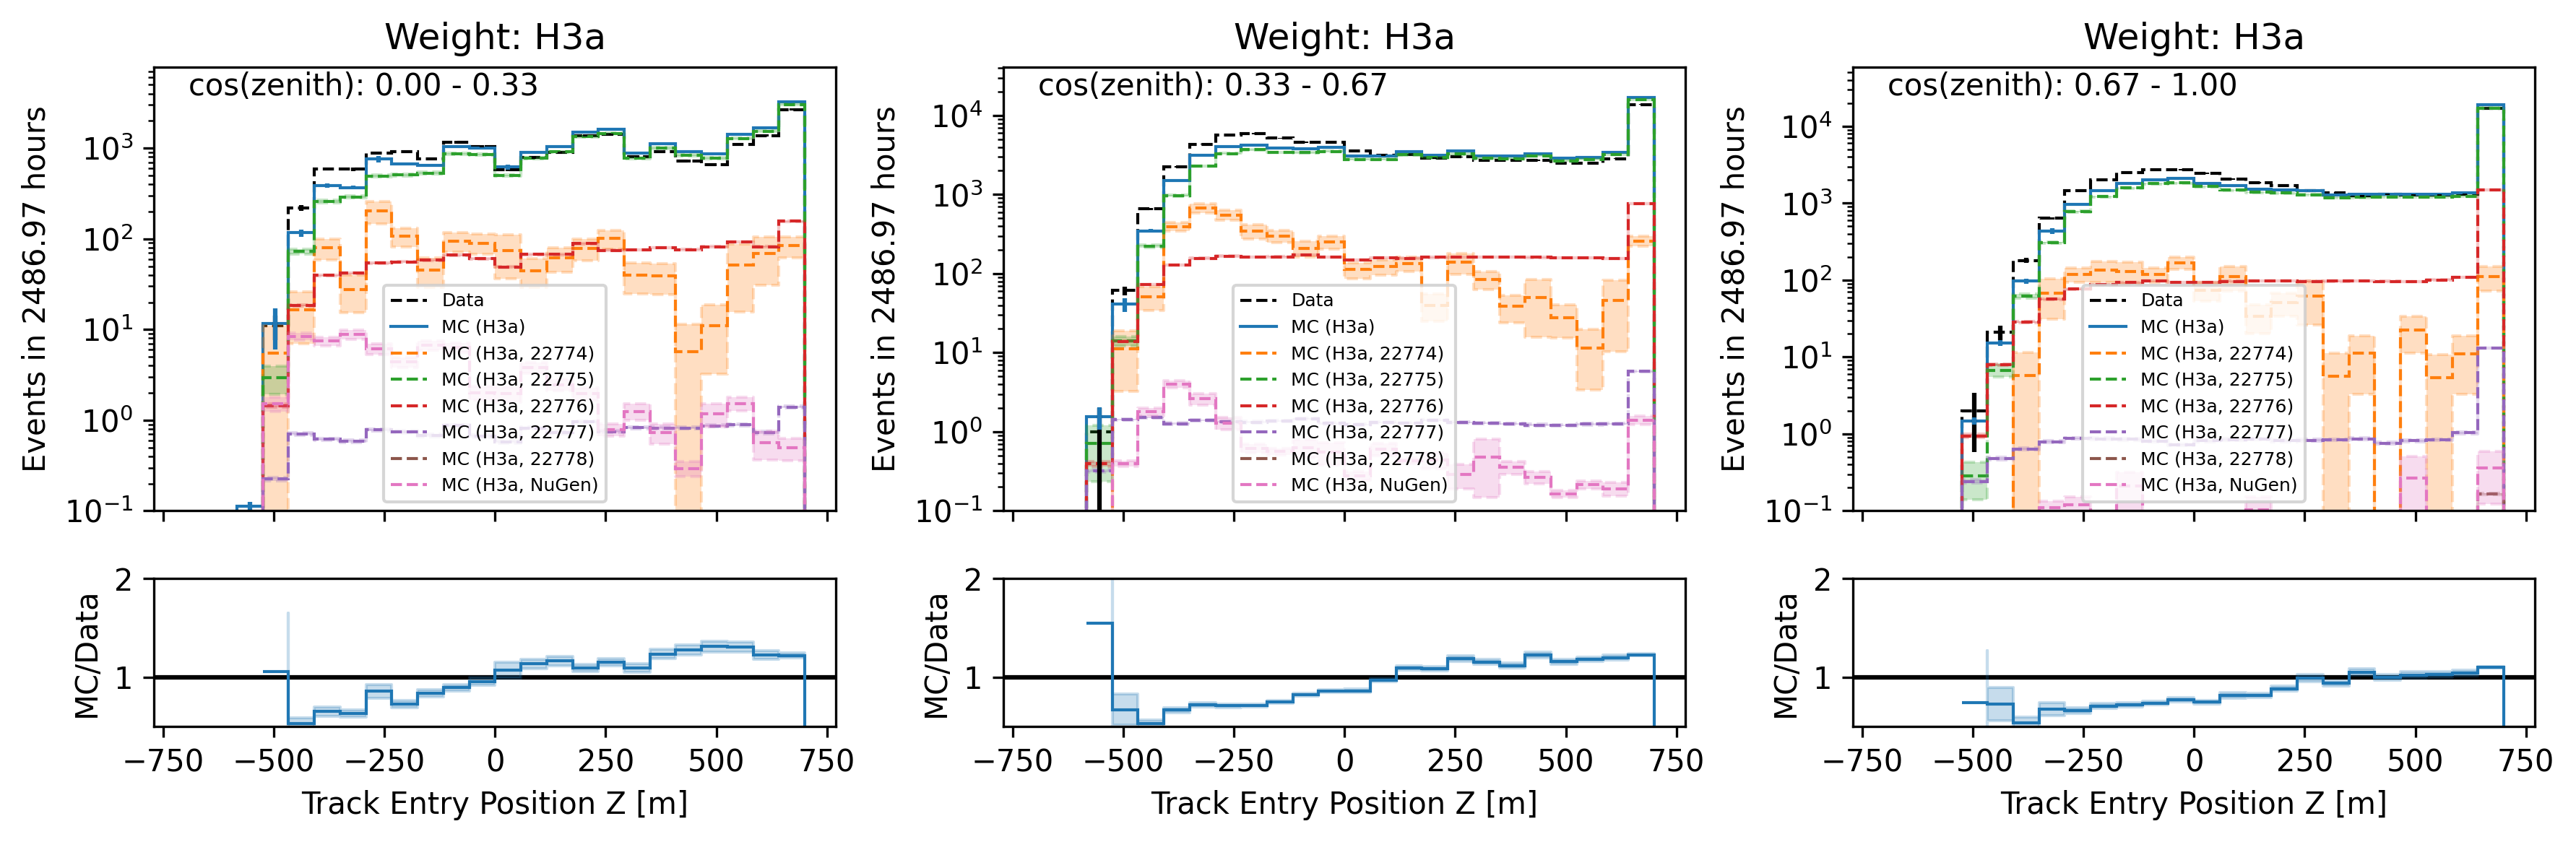 Weight: H3a
cos(zenith): 0.00 - 0.33
Events in 2486.97 hours
10³
10²
10¹
10⁰
10⁻¹
Data
MC (H3a)
MC (H3a, 22774)
MC (H3a, 22775)
MC (H3a, 22776)
MC (H3a, 22777)
MC (H3a, 22778)
MC (H3a, NuGen)
MC/Data
2
1
−750 −500 −250 0 250 500 750
Track Entry Position Z [m]
Weight: H3a
cos(zenith): 0.33 - 0.67
Events in 2486.97 hours
10⁴
10³
10²
10¹
10⁰
10⁻¹
Data
MC (H3a)
MC (H3a, 22774)
MC (H3a, 22775)
MC (H3a, 22776)
MC (H3a, 22777)
MC (H3a, 22778)
MC (H3a, NuGen)
MC/Data
2
1
−750 −500 −250 0 250 500 750
Track Entry Position Z [m]
Weight: H3a
cos(zenith): 0.67 - 1.00
Events in 2486.97 hours
10⁴
10³
10²
10¹
10⁰
10⁻¹
Data
MC (H3a)
MC (H3a, 22774)
MC (H3a, 22775)
MC (H3a, 22776)
MC (H3a, 22777)
MC (H3a, 22778)
MC (H3a, NuGen)
MC/Data
2
1
−750 −500 −250 0 250 500 750
Track Entry Position Z [m]